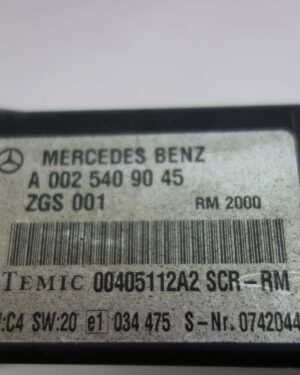 MERCEDES BENZ
A 002 540 90 45
ZGS 001 RM 2000
TEMIC 00405112A2 SCR-RM
:C4 SW:20 e1 034 475 S-Nr. 0742044